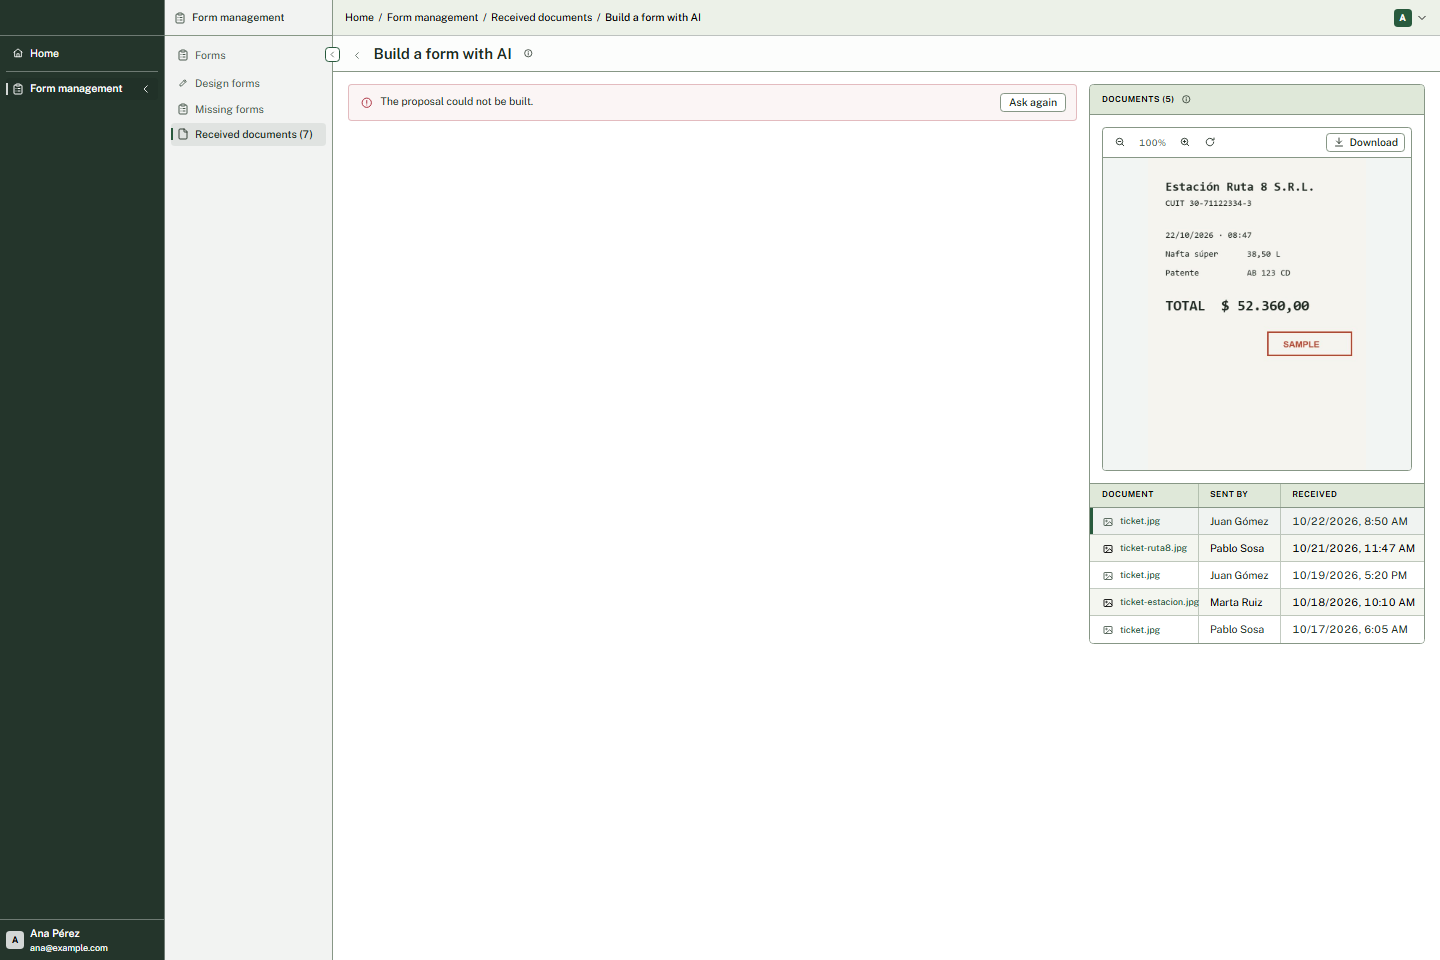 Home
Form management
Ana Pérez
ana@example.com
A
Form management
Forms
Design forms
Missing forms
Received documents (7)
Home / Form management / Received documents / Build a form with AI
A
Build a form with AI
The proposal could not be built.
Ask again
DOCUMENTS (5)
100%
Download
Estación Ruta 8 S.R.L.
CUIT 30-71122334-3
22/10/2026 · 08:47
Nafta súper 38,50 L
Patente AB 123 CD
TOTAL $ 52.360,00
SAMPLE
DOCUMENT SENT BY RECEIVED
ticket.jpg Juan Gómez 10/22/2026, 8:50 AM
ticket-ruta8.jpg Pablo Sosa 10/21/2026, 11:47 AM
ticket.jpg Juan Gómez 10/19/2026, 5:20 PM
ticket-estacion.jpg Marta Ruiz 10/18/2026, 10:10 AM
ticket.jpg Pablo Sosa 10/17/2026, 6:05 AM